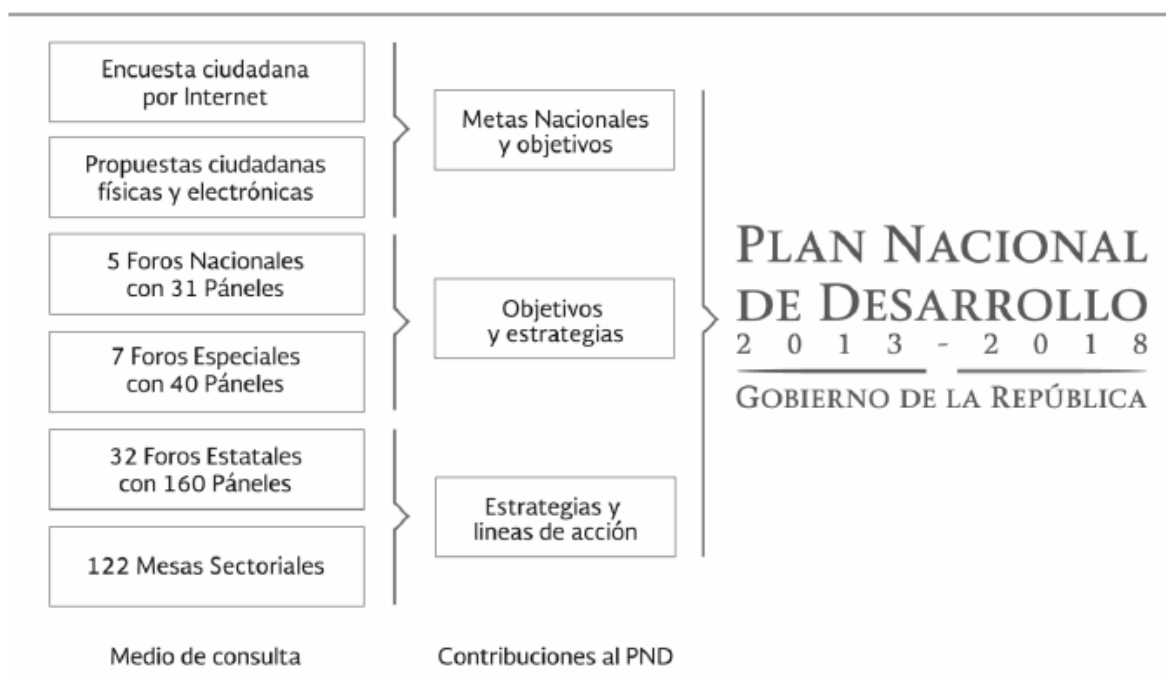 Encuesta ciudadana
por Internet
Propuestas ciudadanas
físicas y electrónicas
5 Foros Nacionales
con 31 Páneles
7 Foros Especiales
con 40 Páneles
32 Foros Estatales
con 160 Páneles
122 Mesas Sectoriales
Medio de consulta
Metas Nacionales
y objetivos
Objetivos
y estrategias
Estrategias y
lineas de acción
Contribuciones al PND
PLAN NACIONAL
DE DESARROLLO
2 0 1 3 - 2 0 1 8
GOBIERNO DE LA REPÚBLICA